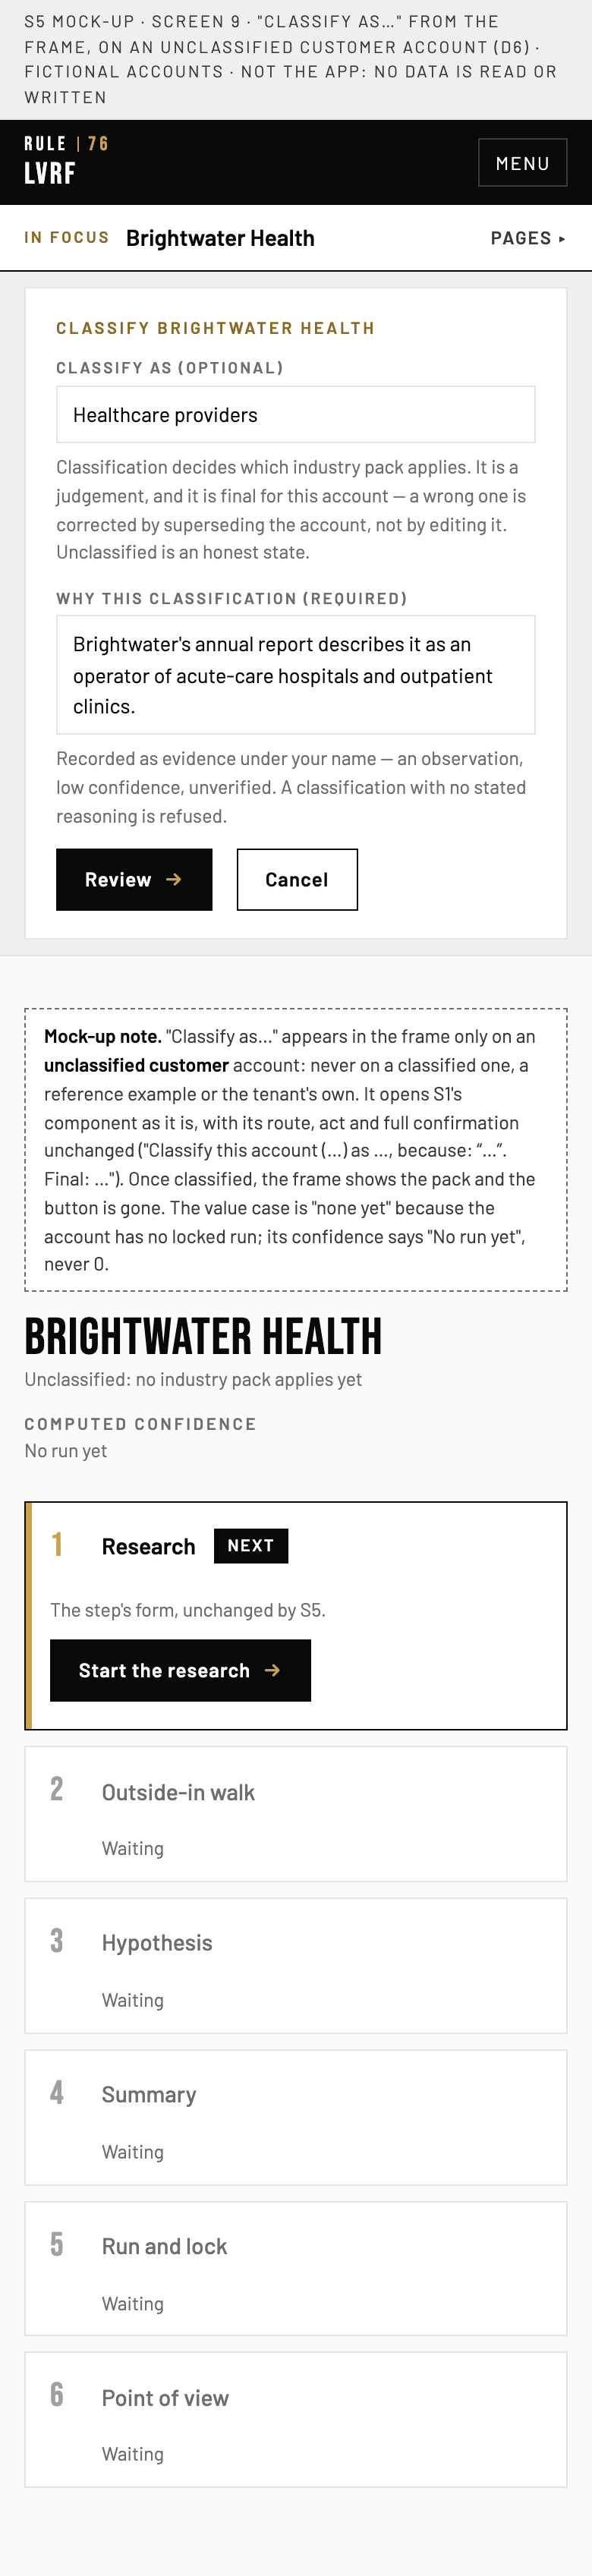 S5 MOCK-UP · SCREEN 9 · "CLASSIFY AS…" FROM THE
FRAME, ON AN UNCLASSIFIED CUSTOMER ACCOUNT (D6) ·
FICTIONAL ACCOUNTS · NOT THE APP: NO DATA IS READ OR
WRITTEN
RULE | 76
LVRF
MENU
IN FOCUS Brightwater Health PAGES ▸
CLASSIFY BRIGHTWATER HEALTH
CLASSIFY AS (OPTIONAL)
Healthcare providers
Classification decides which industry pack applies. It is a
judgement, and it is final for this account — a wrong one is
corrected by superseding the account, not by editing it.
Unclassified is an honest state.
WHY THIS CLASSIFICATION (REQUIRED)
Brightwater's annual report describes it as an
operator of acute-care hospitals and outpatient
clinics.
Recorded as evidence under your name — an observation,
low confidence, unverified. A classification with no stated
reasoning is refused.
Review →
Cancel
Mock-up note. "Classify as…" appears in the frame only on an
unclassified customer account: never on a classified one, a
reference example or the tenant's own. It opens S1's
component as it is, with its route, act and full confirmation
unchanged ("Classify this account (…) as …, because: “…”.
Final: …"). Once classified, the frame shows the pack and the
button is gone. The value case is "none yet" because the
account has no locked run; its confidence says "No run yet",
never 0.
BRIGHTWATER HEALTH
Unclassified: no industry pack applies yet
COMPUTED CONFIDENCE
No run yet
1 Research NEXT
The step's form, unchanged by S5.
Start the research →
2 Outside-in walk
Waiting
3 Hypothesis
Waiting
4 Summary
Waiting
5 Run and lock
Waiting
6 Point of view
Waiting